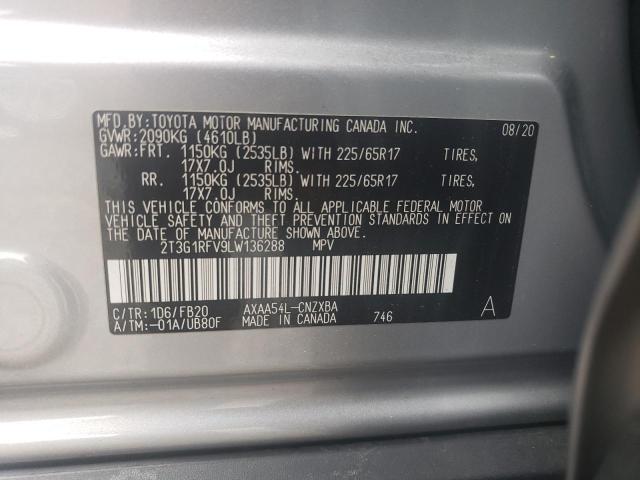 MFD.BY:TOYOTA MOTOR MANUFACTURING CANADA INC. 08/20
GVWR:2090KG (4610LB)
GAWR:FRT. 1150KG (2535LB) WITH 225/65R17 TIRES,
17X7.0J RIMS.
RR. 1150KG (2535LB) WITH 225/65R17 TIRES,
17X7.0J RIMS.
THIS VEHICLE CONFORMS TO ALL APPLICABLE FEDERAL MOTOR
VEHICLE SAFETY AND THEFT PREVENTION STANDARDS IN EFFECT ON
THE DATE OF MANUFACTURE SHOWN ABOVE.
2T3G1RFV9LW136288 MPV
C/TR:1D6/FB20 AXAA54L-CNZXBA A
A/TM:-01A/UB80F MADE IN CANADA 746